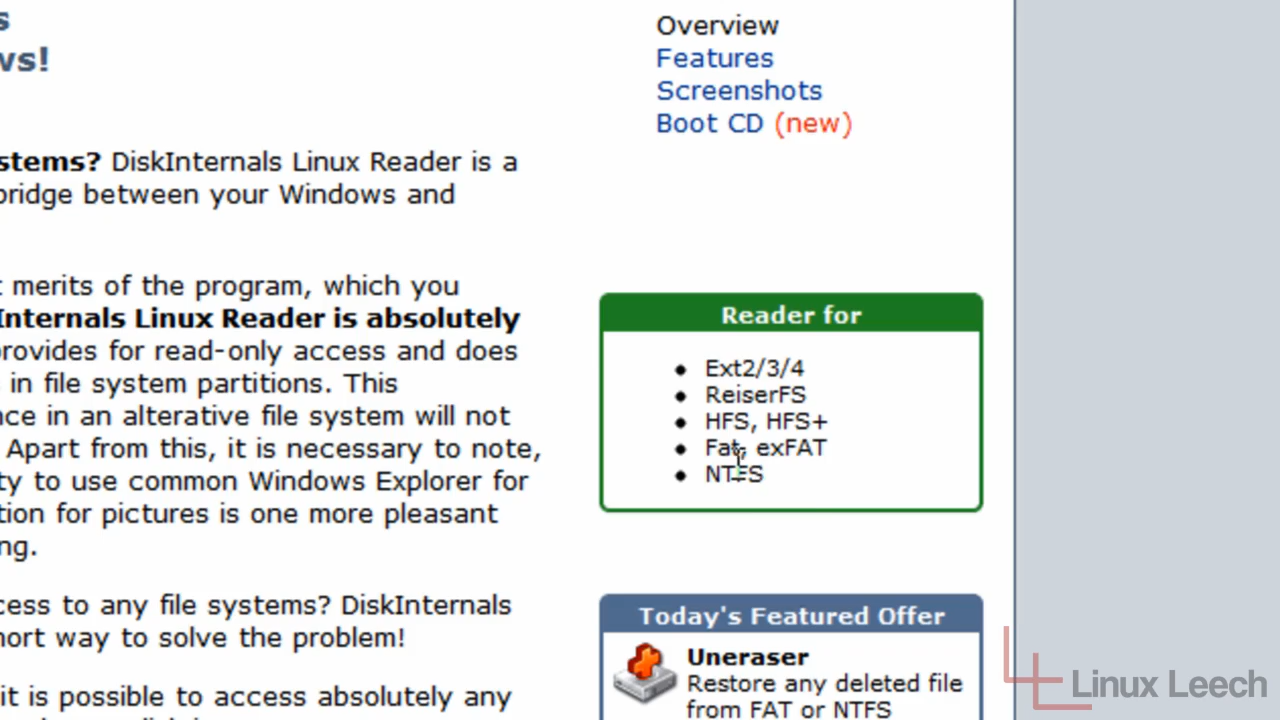 s
ws!
stems? DiskInternals Linux Reader is a
bridge between your Windows and
t merits of the program, which you
Internals Linux Reader is absolutely
provides for read-only access and does
s in file system partitions. This
nce in an alterative file system will not
Apart from this, it is necessary to note,
ty to use common Windows Explorer for
tion for pictures is one more pleasant
ng.
cess to any file systems? DiskInternals
hort way to solve the problem!
it is possible to access absolutely any
Overview
Features
Screenshots
Boot CD (new)
Reader for
Ext2/3/4
ReiserFS
HFS, HFS+
Fat, exFAT
NTFS
Today's Featured Offer
Uneraser
Restore any deleted file
from FAT or NTFS
Linux Leech